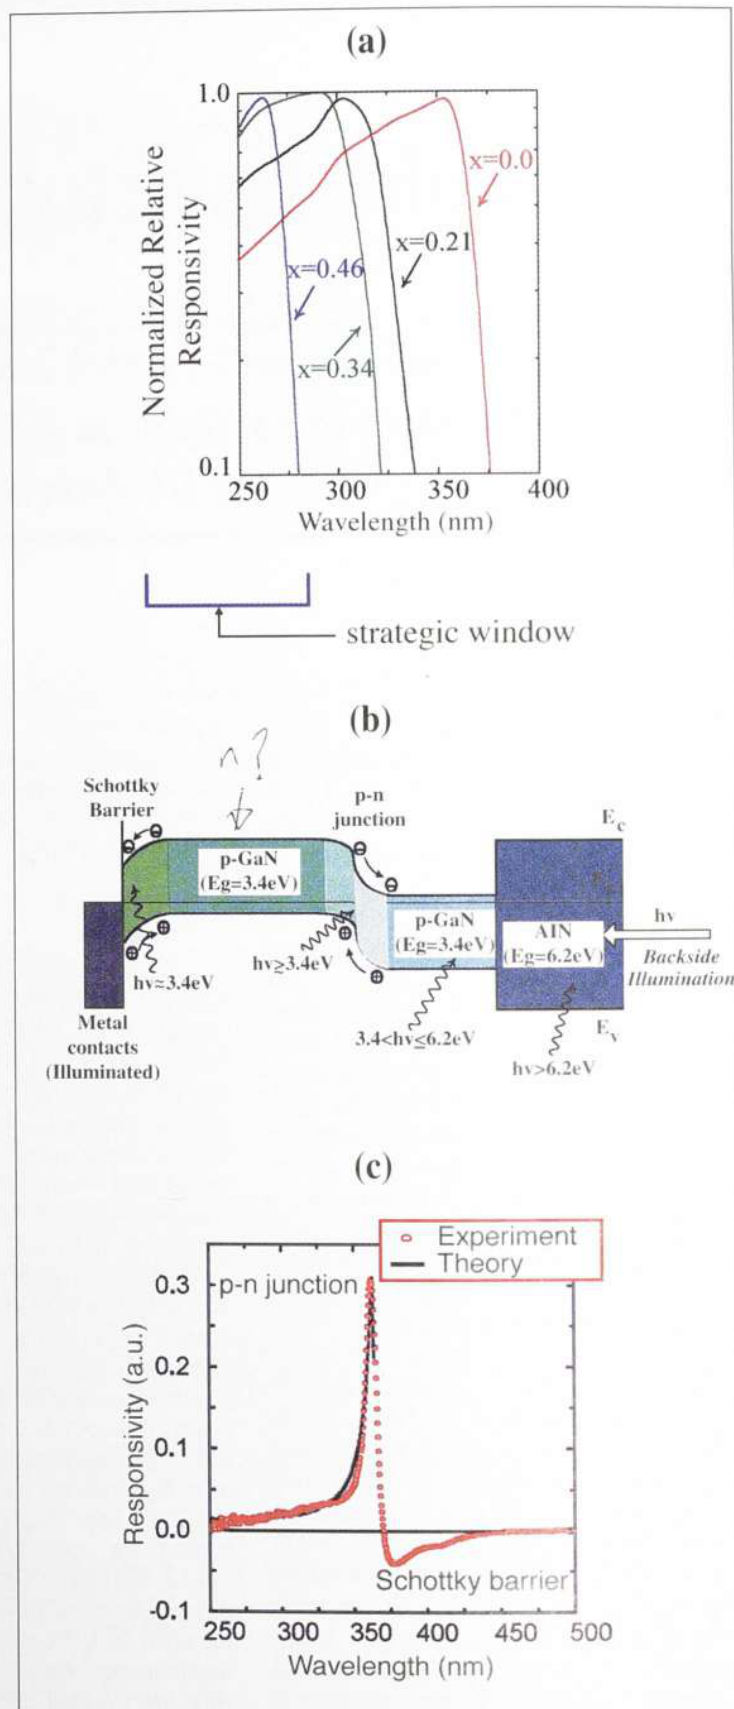 (a)
1.0
0.1
Normalized Relative
Responsivity
x=0.0
x=0.21
x=0.46
x=0.34
250 300 350 400
Wavelength (nm)
strategic window
(b)
n?
Schottky
Barrier
p-n
junction
E_c
p-GaN
(Eg=3.4eV)
p-GaN
(Eg=3.4eV)
AlN
(Eg=6.2eV)
hν
Backside
Illumination
hν≈3.4eV
hν≥3.4eV
3.4<hν≤6.2eV
hν>6.2eV
E_v
Metal
contacts
(Illuminated)
(c)
Experiment
Theory
p-n junction
0.3
0.2
0.1
0.0
-0.1
Responsivity (a.u.)
Schottky barrier
250 300 350 400 450 500
Wavelength (nm)